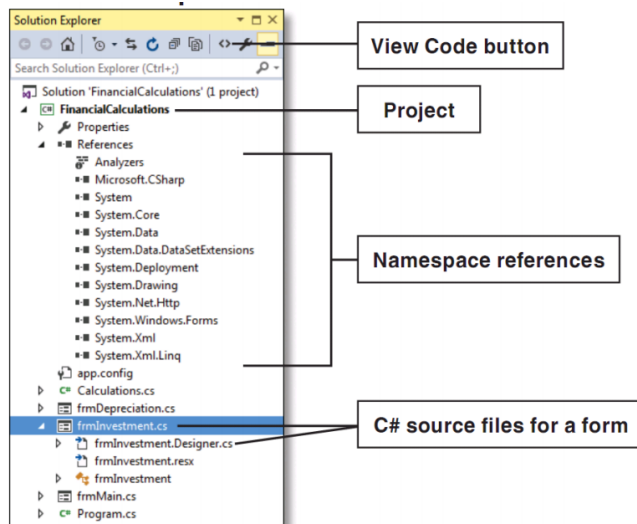 Solution Explorer
Search Solution Explorer (Ctrl+;)
Solution 'FinancialCalculations' (1 project)
C# FinancialCalculations
Properties
References
Analyzers
Microsoft.CSharp
System
System.Core
System.Data
System.Data.DataSetExtensions
System.Deployment
System.Drawing
System.Net.Http
System.Windows.Forms
System.Xml
System.Xml.Linq
app.config
C# Calculations.cs
frmDepreciation.cs
frmInvestment.cs
frmInvestment.Designer.cs
frmInvestment.resx
frmInvestment
frmMain.cs
C# Program.cs
View Code button
Project
Namespace references
C# source files for a form